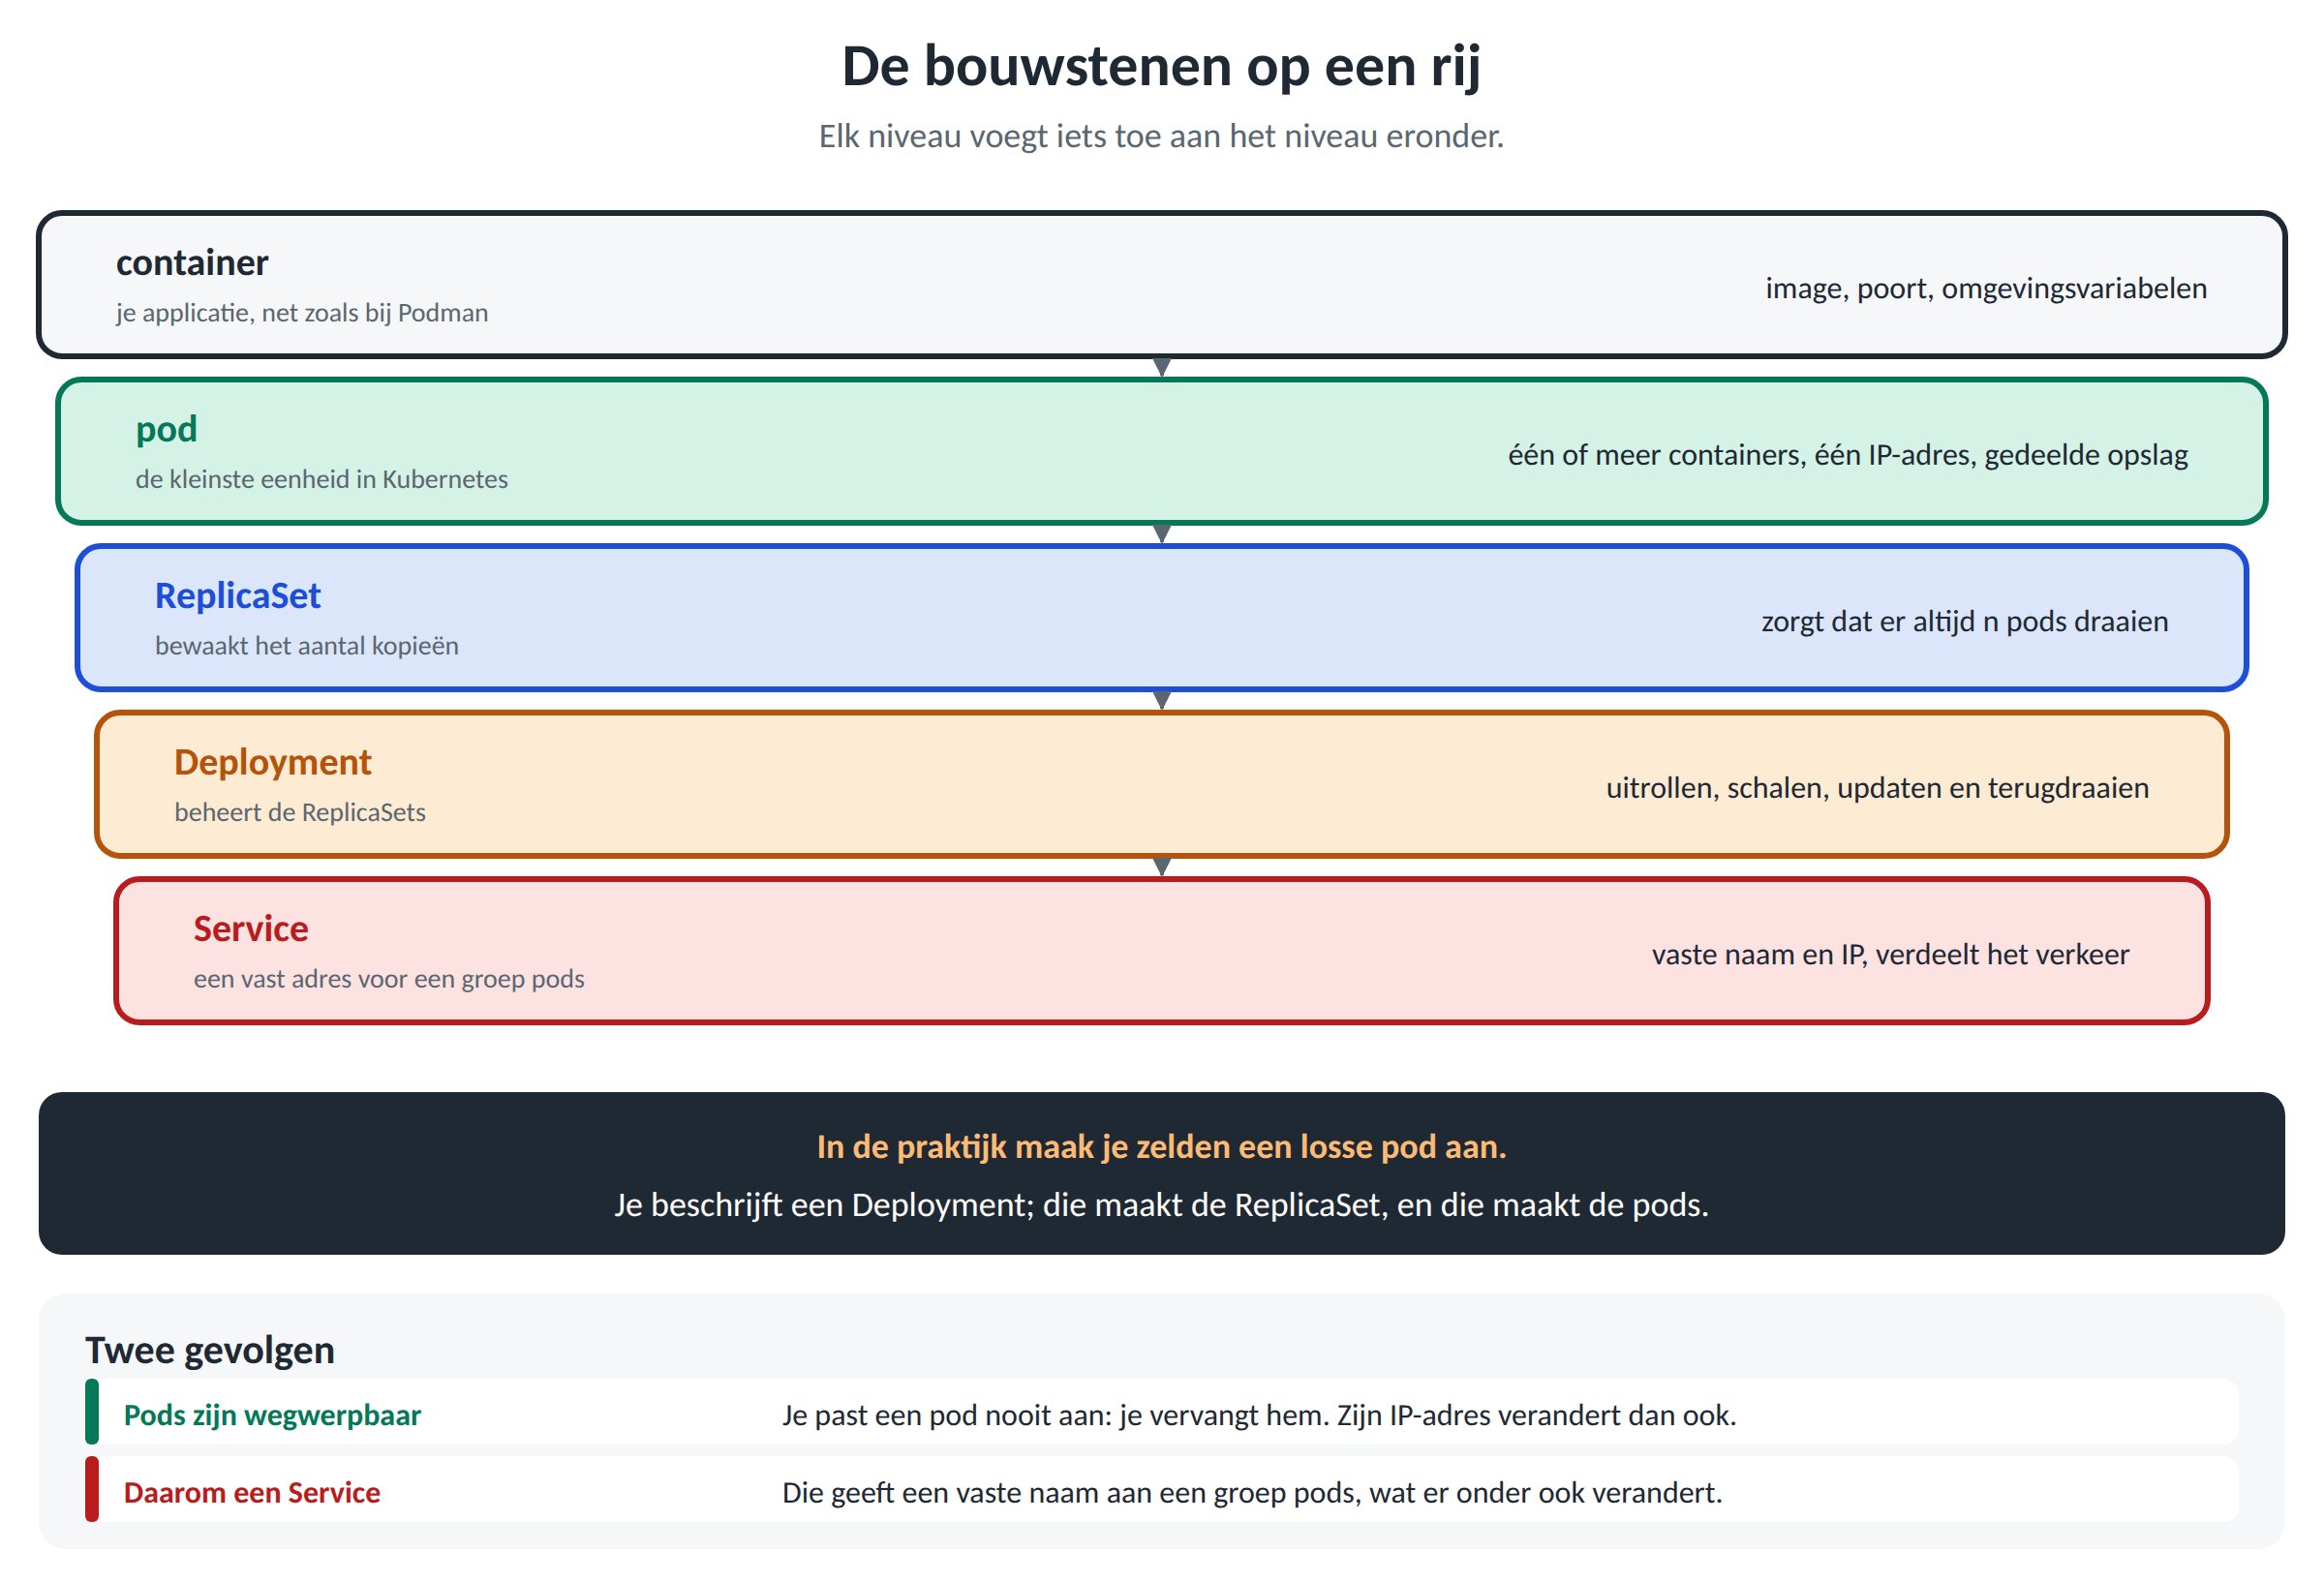 De bouwstenen op een rij
Elk niveau voegt iets toe aan het niveau eronder.
container
je applicatie, net zoals bij Podman
image, poort, omgevingsvariabelen
pod
de kleinste eenheid in Kubernetes
één of meer containers, één IP-adres, gedeelde opslag
ReplicaSet
bewaakt het aantal kopieën
zorgt dat er altijd n pods draaien
Deployment
beheert de ReplicaSets
uitrollen, schalen, updaten en terugdraaien
Service
een vast adres voor een groep pods
vaste naam en IP, verdeelt het verkeer
In de praktijk maak je zelden een losse pod aan.
Je beschrijft een Deployment; die maakt de ReplicaSet, en die maakt de pods.
Twee gevolgen
Pods zijn wegwerpbaar
Je past een pod nooit aan: je vervangt hem. Zijn IP-adres verandert dan ook.
Daarom een Service
Die geeft een vaste naam aan een groep pods, wat er onder ook verandert.